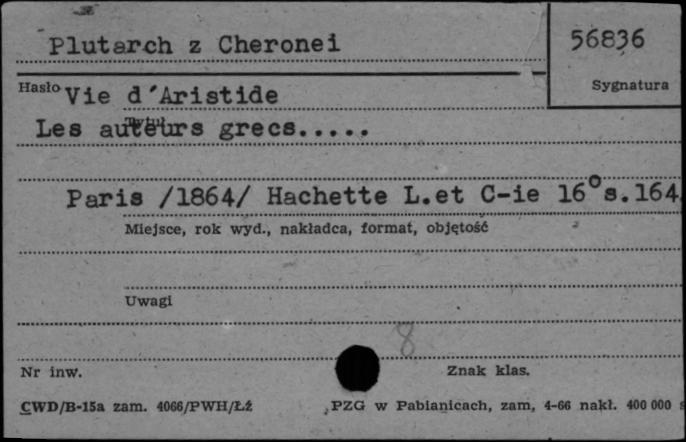 Plutarch z Cheronei
56836
Sygnatura
Hasło Vie d'Aristide
Tytuł
Les auteurs grecs.....
Paris /1864/ Hachette L.et C-ie 16° s.164
Miejsce, rok wyd., nakładca, format, objętość
Uwagi
8
Nr inw.
Znak klas.
CWD/B-15a zam. 4066/PWH/Łź
PZG w Pabianicach, zam, 4-66 nakł. 400 000 s